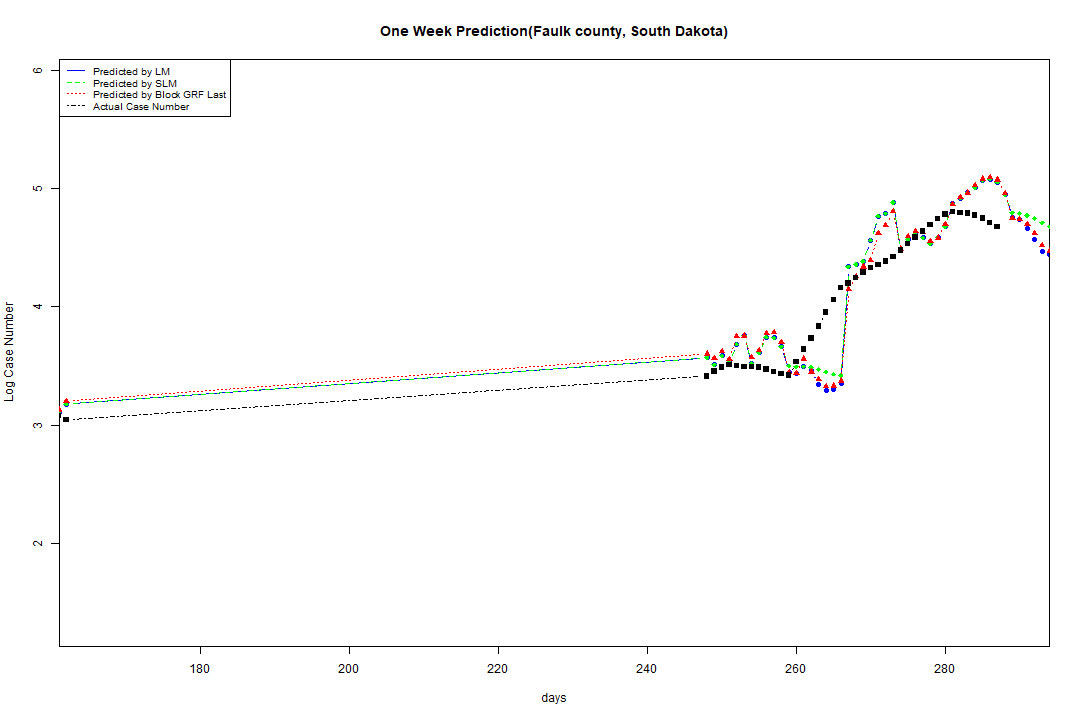 One Week Prediction(Faulk county, South Dakota)
Predicted by LM
Predicted by SLM
Predicted by Block GRF Last
Actual Case Number
6
5
4
3
2
Log Case Number
180 200 220 240 260 280
days